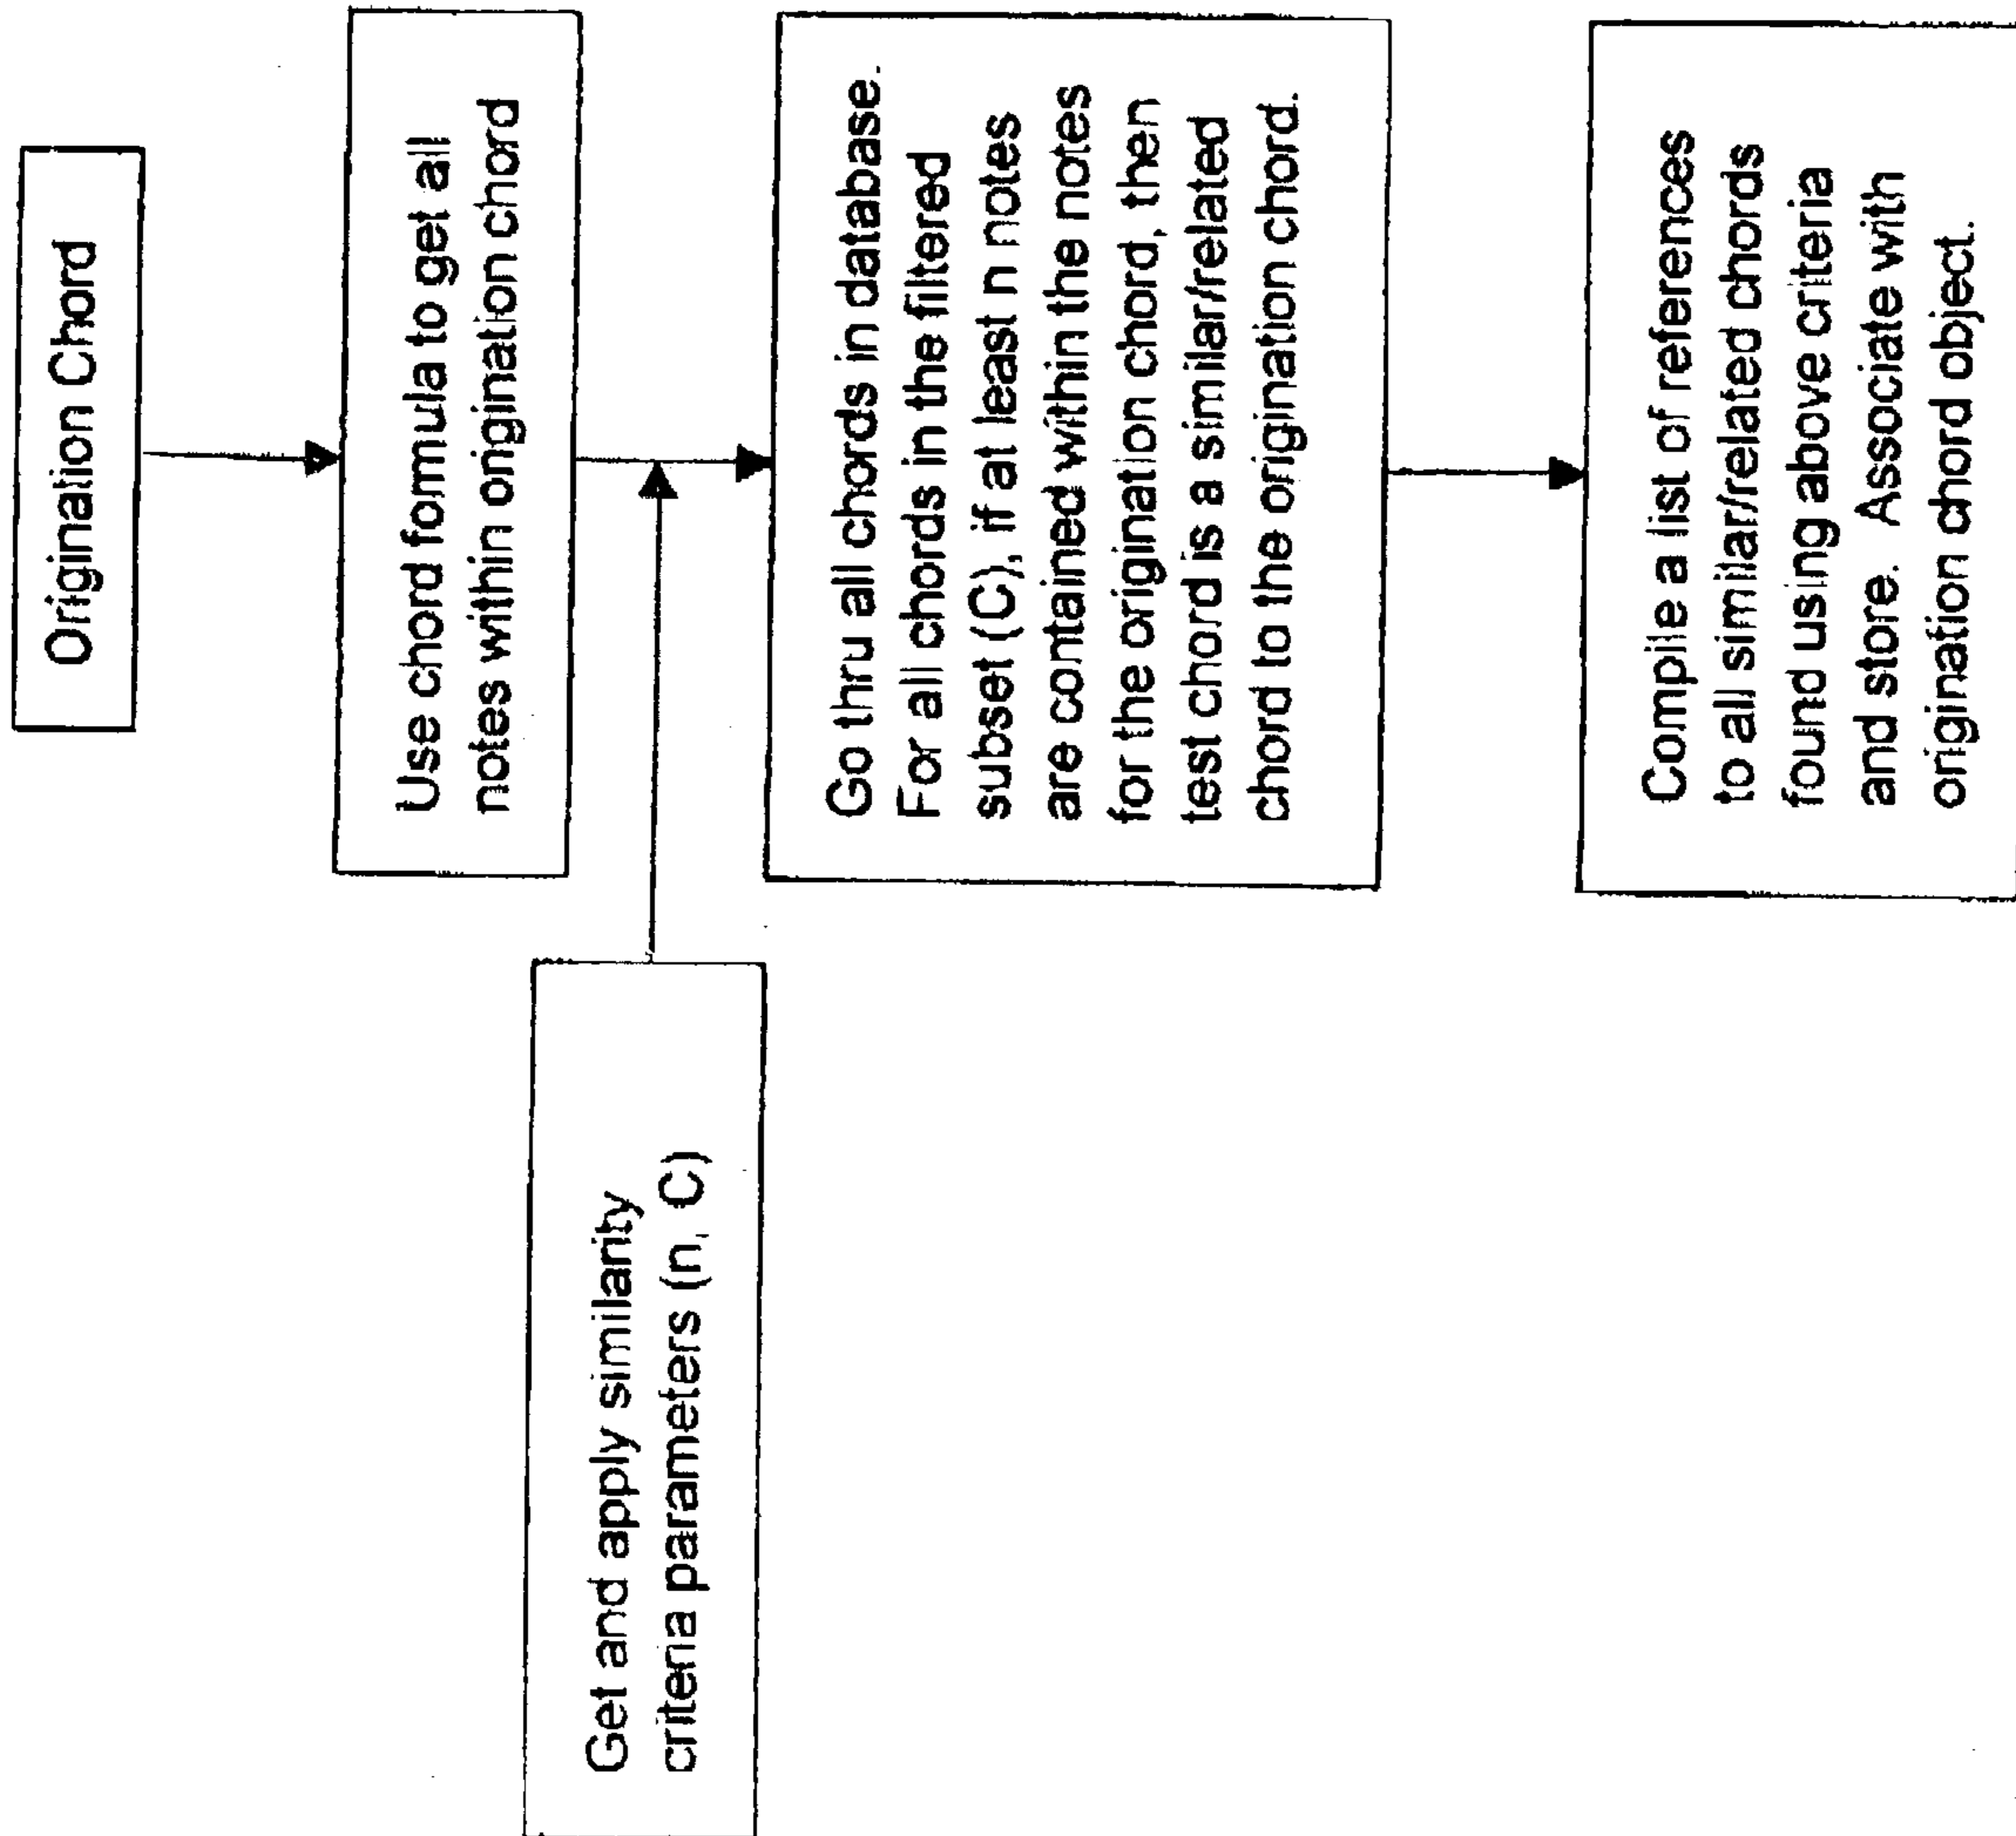 Origination Chord
Use chord fomula to get all
notes within origination chord
Get and apply similarity
criteria parameters (n, C)
Go thru all chords in database.
For all chords in the filtered
subset (C), if at least n notes
are contained within the notes
for the origination chord, then
test chord is a similar/related
chord to the origination chord.
Compile a list of references
to all similar/related chords
found using above criteria
and store. Associate with
origination chord object.